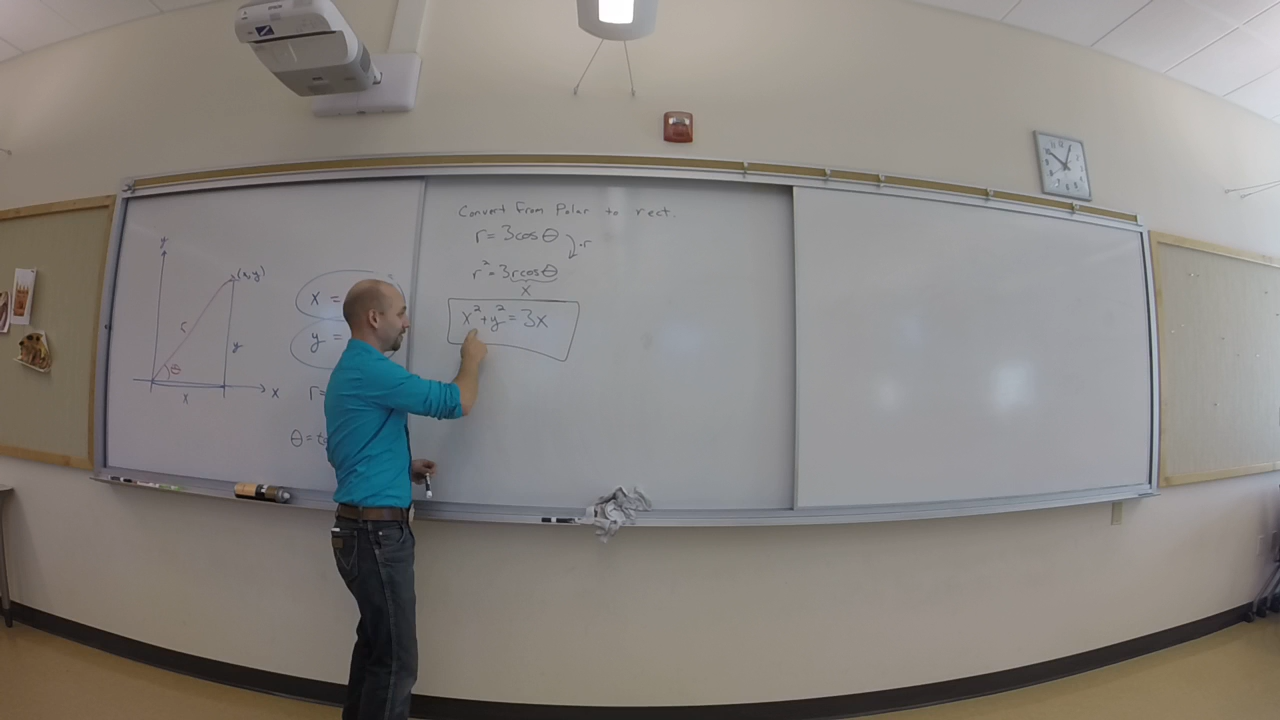 y
(x,y)
r
y
θ
x
x
x =
y =
r=
θ = t
Convert From Polar to rect.
r = 3cosθ
·r
r² = 3rcosθ
x
x² + y² = 3x